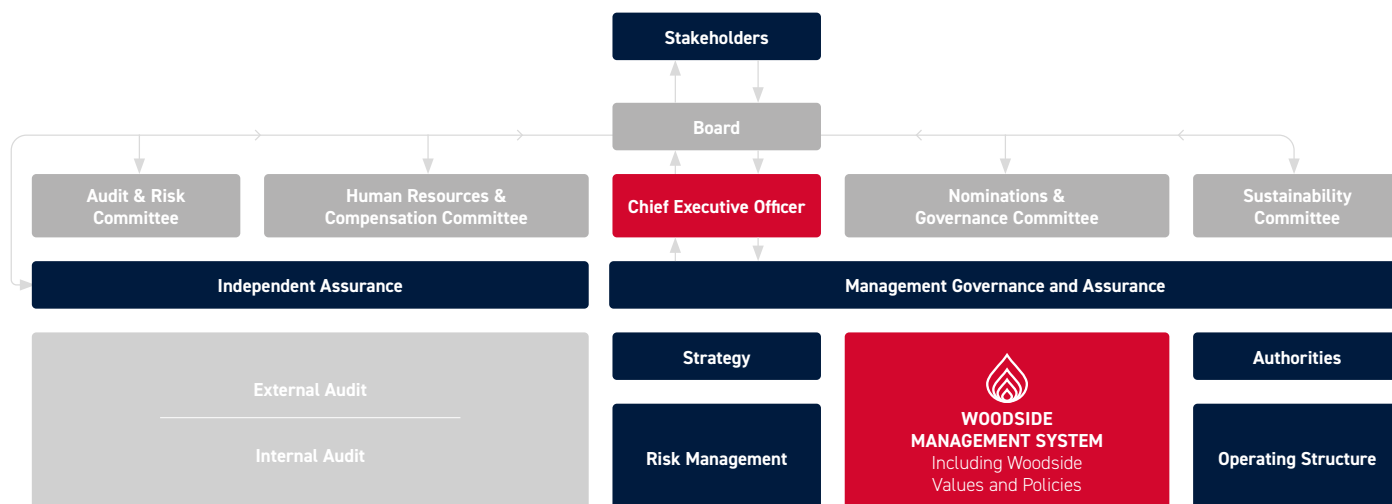 Stakeholders
Board
Audit & Risk
Committee
Human Resources &
Compensation Committee
Chief Executive Officer
Nominations &
Governance Committee
Sustainability
Committee
Independent Assurance
Management Governance and Assurance
External Audit
Internal Audit
Strategy
Risk Management
WOODSIDE
MANAGEMENT SYSTEM
Including Woodside
Values and Policies
Authorities
Operating Structure